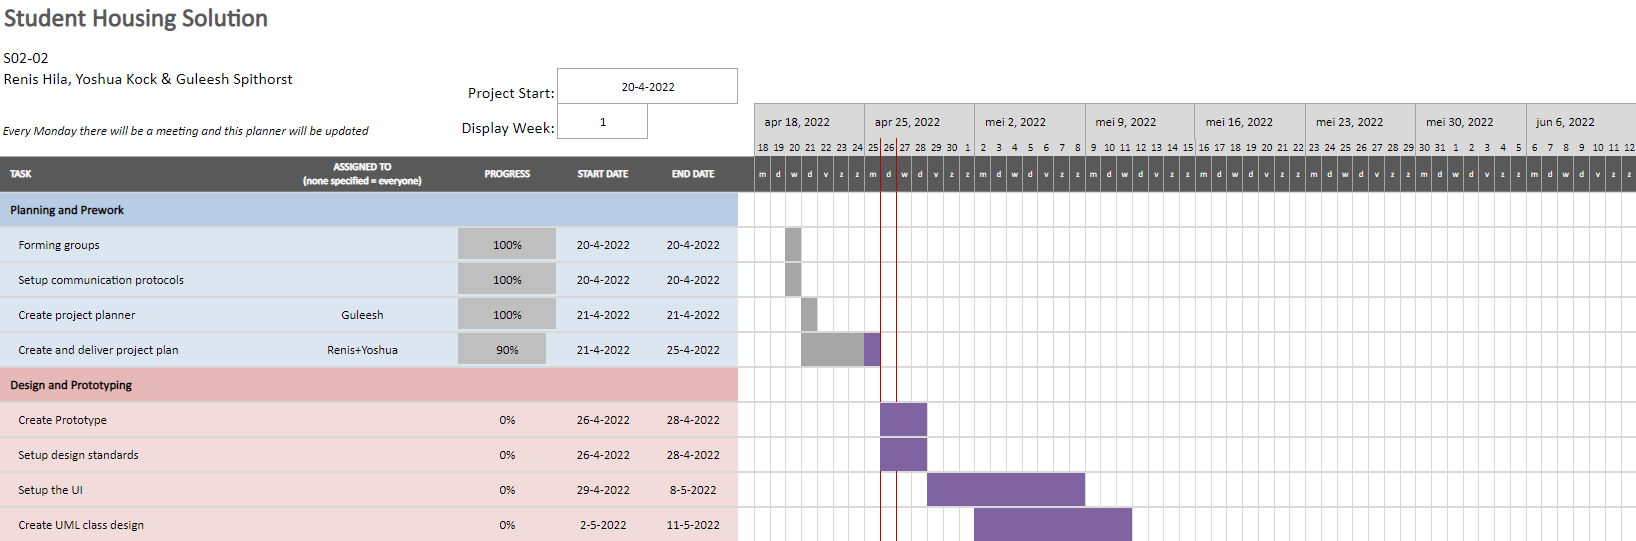 Student Housing Solution
S02-02
Renis Hila, Yoshua Kock & Guleesh Spithorst
Project Start: 20-4-2022
Display Week: 1
Every Monday there will be a meeting and this planner will be updated
apr 18, 2022 apr 25, 2022 mei 2, 2022 mei 9, 2022 mei 16, 2022 mei 23, 2022 mei 30, 2022 jun 6, 2022
18 19 20 21 22 23 24 25 26 27 28 29 30 1 2 3 4 5 6 7 8 9 10 11 12 13 14 15 16 17 18 19 20 21 22 23 24 25 26 27 28 29 30 31 1 2 3 4 5 6 7 8 9 10 11 12
TASK ASSIGNED TO (none specified = everyone) PROGRESS START DATE END DATE m d w d v z z m d w d v z z m d w d v z z m d w d v z z m d w d v z z m d w d v z z m d w d v z z m d w d v z z
Planning and Prework
Forming groups 100% 20-4-2022 20-4-2022
Setup communication protocols 100% 20-4-2022 20-4-2022
Create project planner Guleesh 100% 21-4-2022 21-4-2022
Create and deliver project plan Renis+Yoshua 90% 21-4-2022 25-4-2022
Design and Prototyping
Create Prototype 0% 26-4-2022 28-4-2022
Setup design standards 0% 26-4-2022 28-4-2022
Setup the UI 0% 29-4-2022 8-5-2022
Create UML class design 0% 2-5-2022 11-5-2022